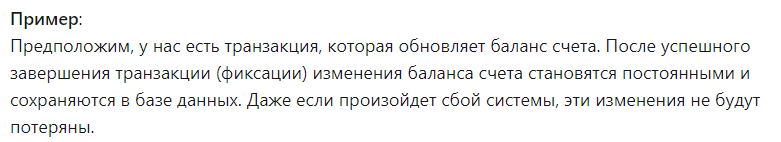 Пример:
Предположим, у нас есть транзакция, которая обновляет баланс счета. После успешного
завершения транзакции (фиксации) изменения баланса счета становятся постоянными и
сохраняются в базе данных. Даже если произойдет сбой системы, эти изменения не будут
потеряны.